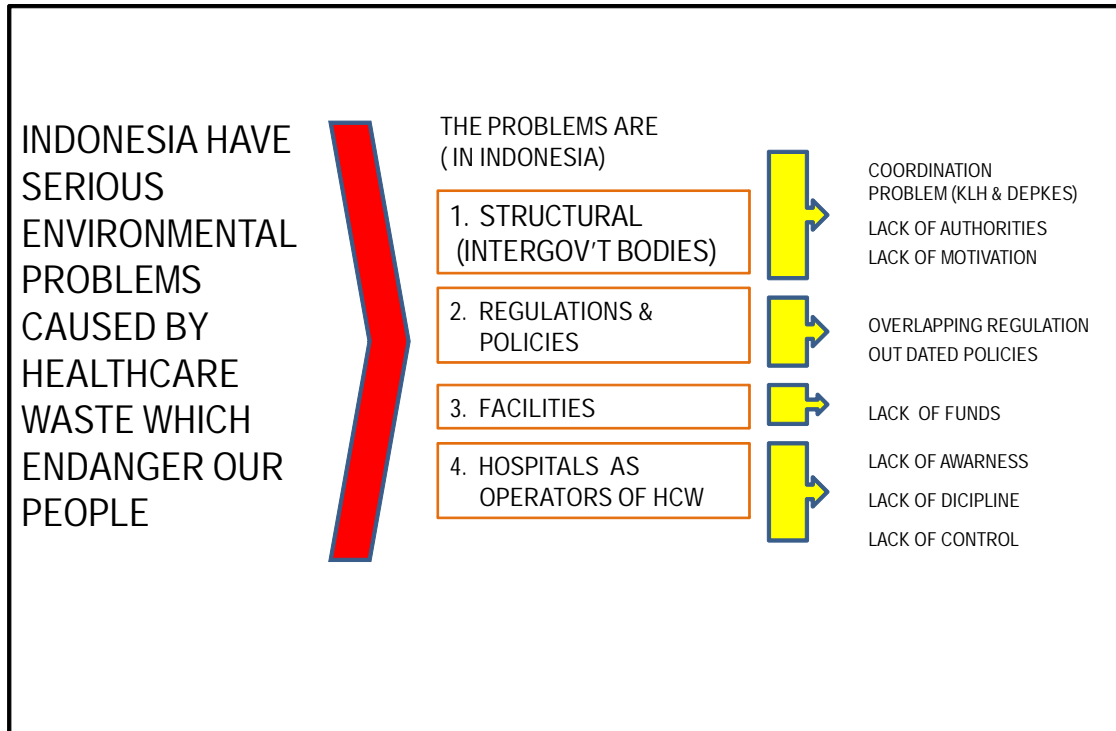 INDONESIA HAVE
SERIOUS
ENVIRONMENTAL
PROBLEMS
CAUSED BY
HEALTHCARE
WASTE WHICH
ENDANGER OUR
PEOPLE
THE PROBLEMS ARE
( IN INDONESIA)
1. STRUCTURAL
(INTERGOV’T BODIES)
COORDINATION
PROBLEM (KLH & DEPKES)
LACK OF AUTHORITIES
LACK OF MOTIVATION
2. REGULATIONS &
POLICIES
OVERLAPPING REGULATION
OUT DATED POLICIES
3. FACILITIES
LACK OF FUNDS
4. HOSPITALS AS
OPERATORS OF HCW
LACK OF AWARNESS
LACK OF DICIPLINE
LACK OF CONTROL